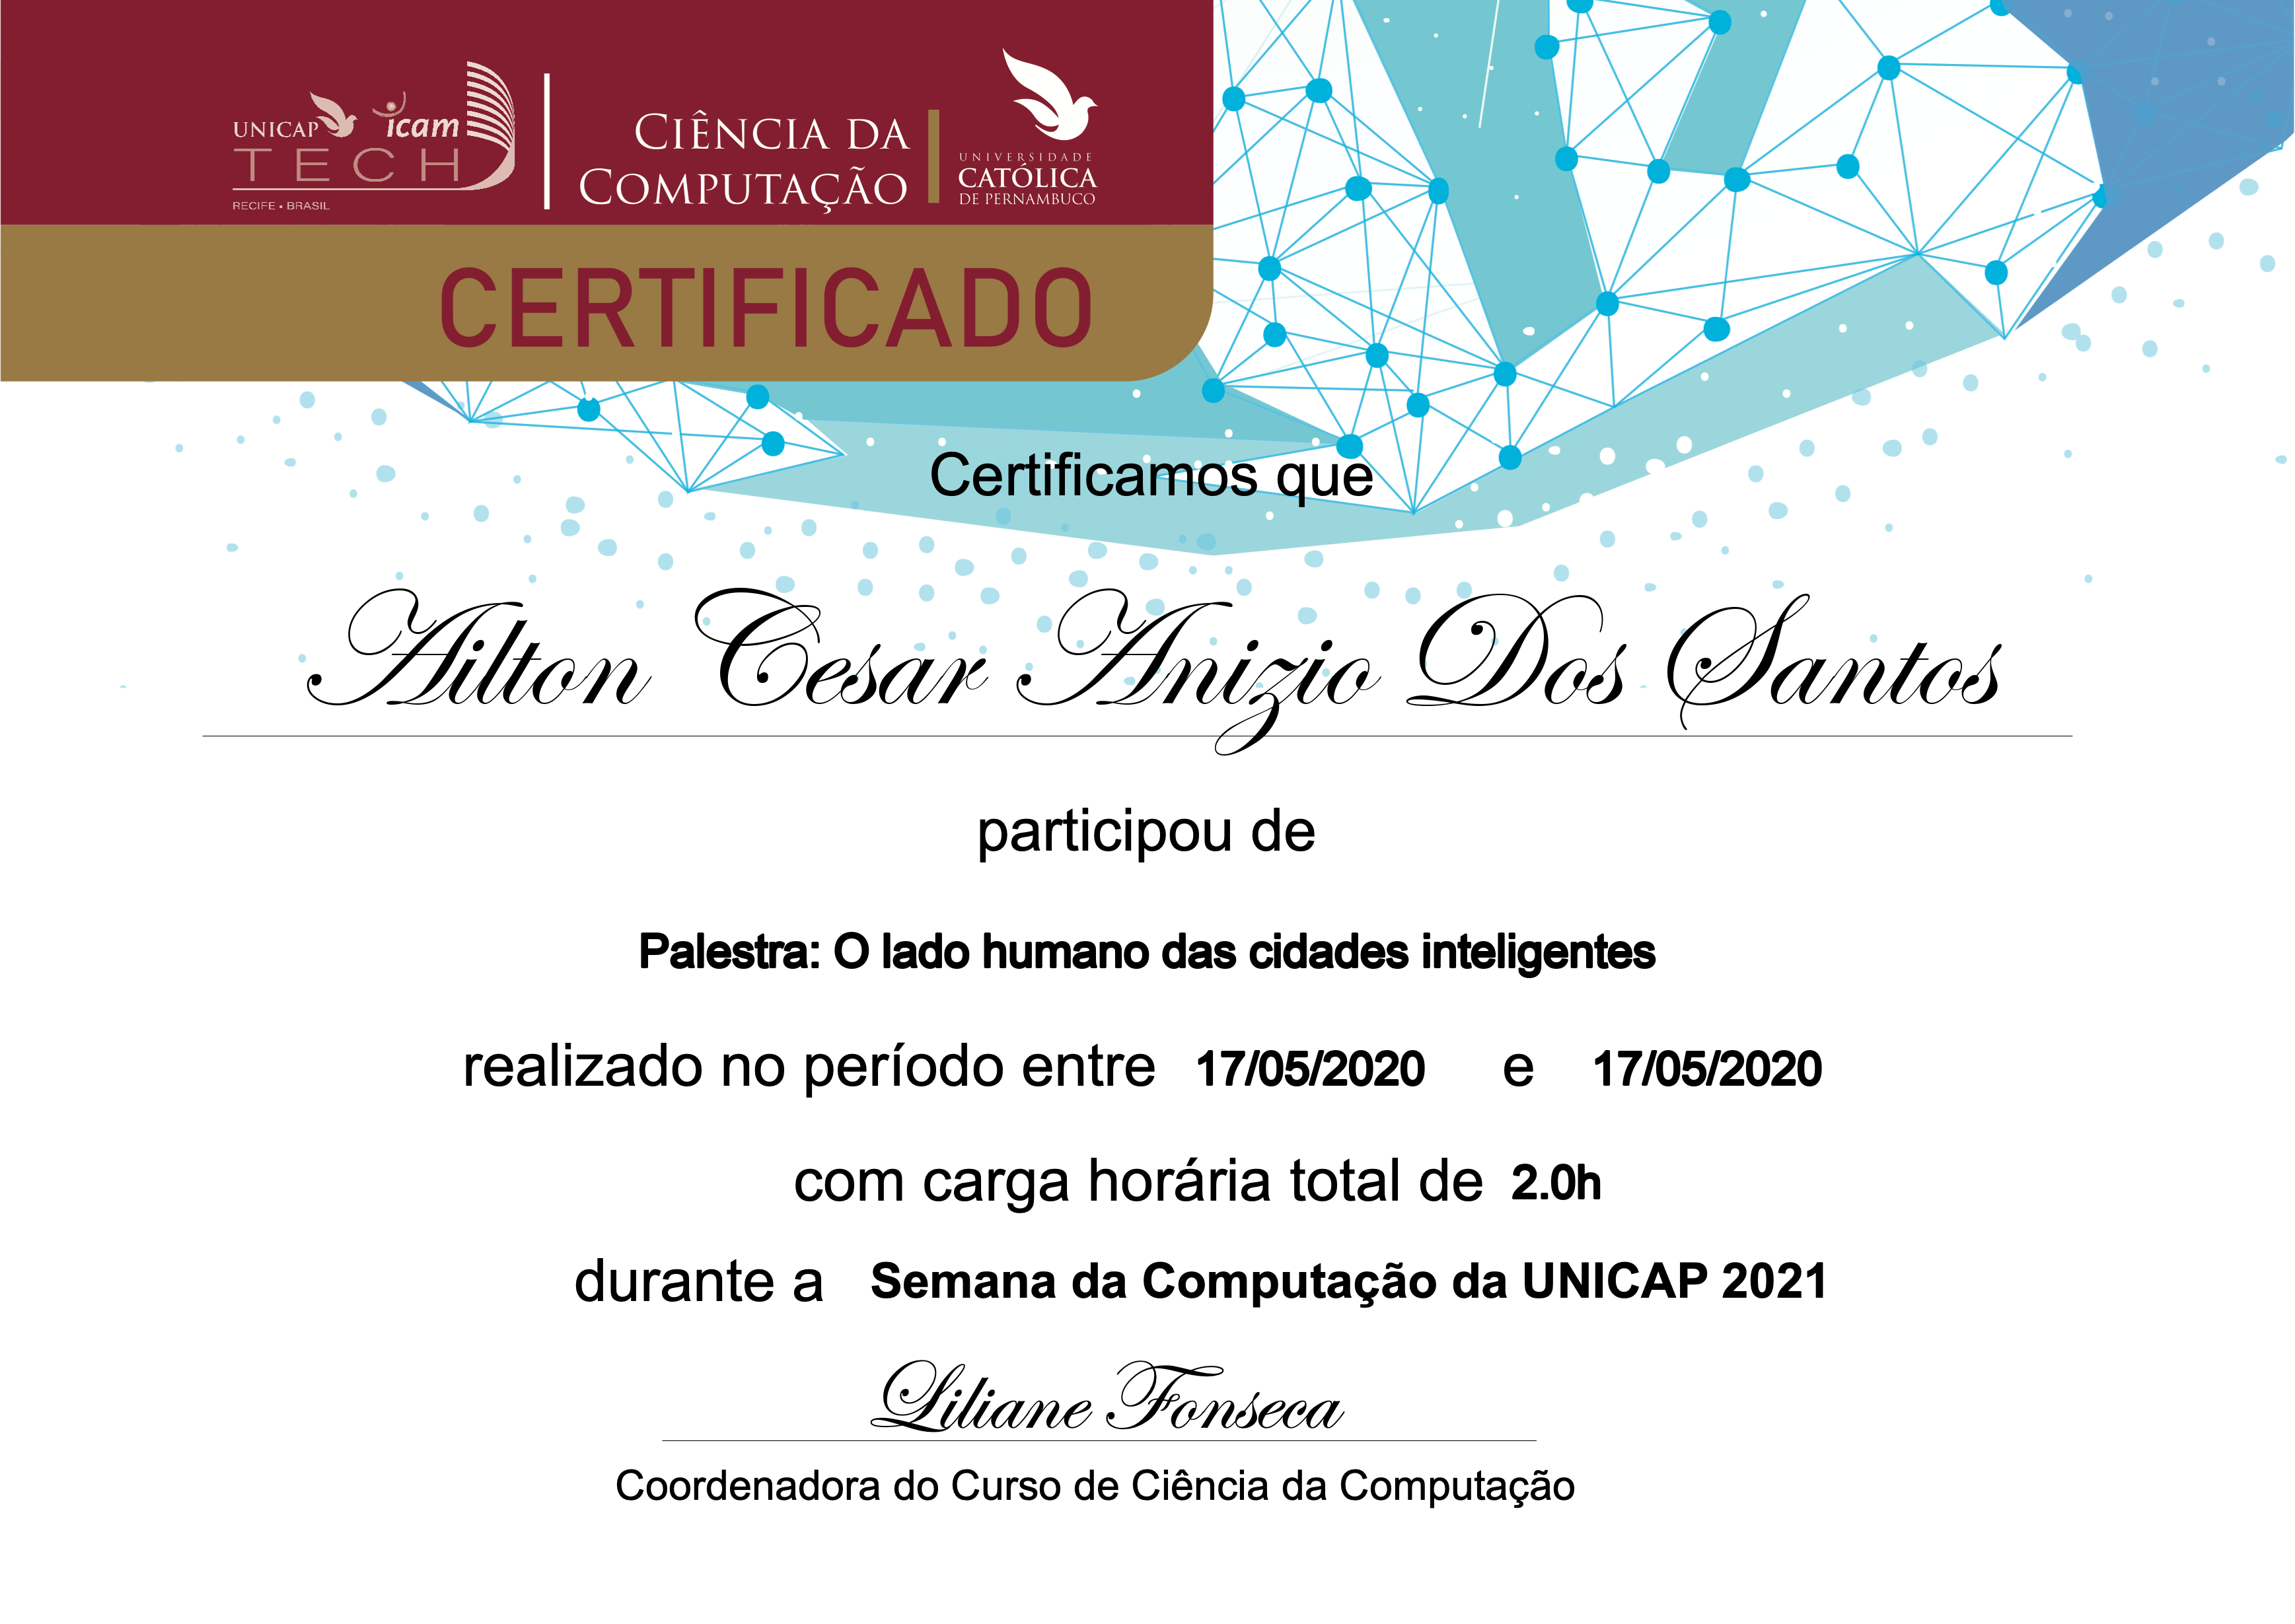 UNICAP icam
TECH
RECIFE • BRASIL
CIÊNCIA DA
COMPUTAÇÃO
UNIVERSIDADE
CATÓLICA
DE PERNAMBUCO
CERTIFICADO
Certificamos que
Ailton Cesar Anizio Dos Santos
participou de
Palestra: O lado humano das cidades inteligentes
realizado no período entre 17/05/2020 e 17/05/2020
com carga horária total de 2.0h
durante a Semana da Computação da UNICAP 2021
Liliane Fonseca
Coordenadora do Curso de Ciência da Computação